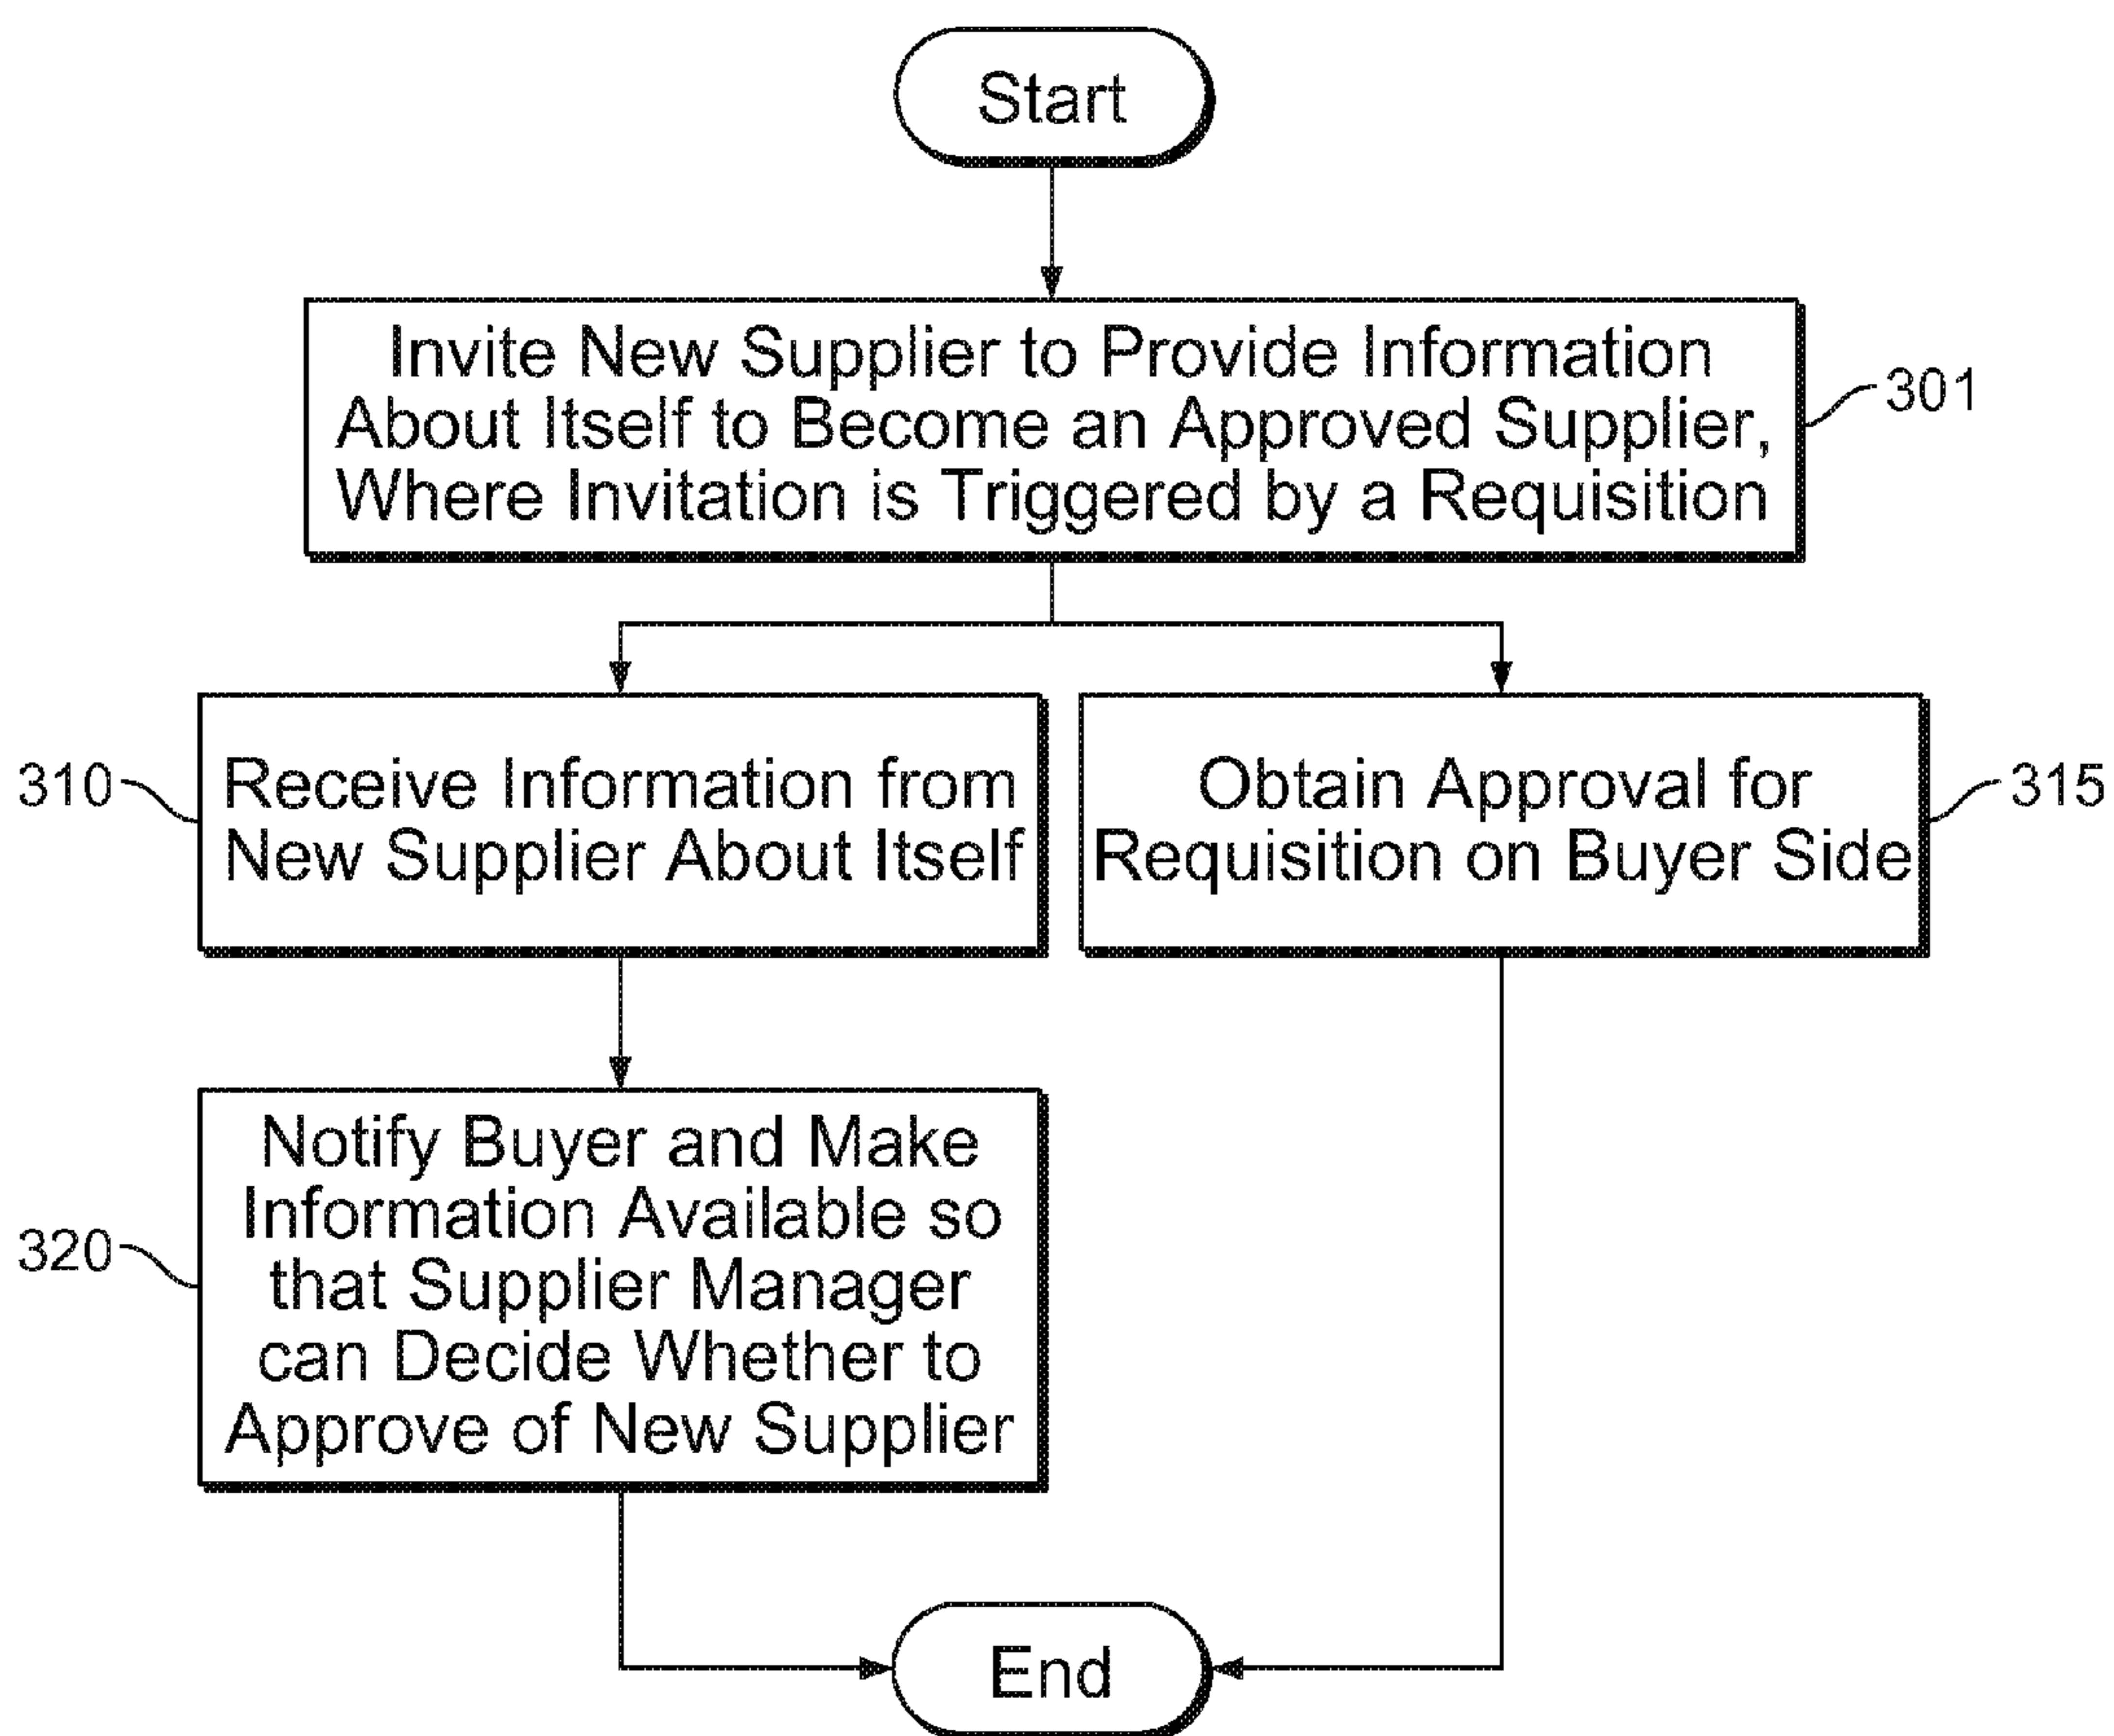 Start
Invite New Supplier to Provide Information
About Itself to Become an Approved Supplier,
Where Invitation is Triggered by a Requisition
301
310
Receive Information from
New Supplier About Itself
Obtain Approval for
Requisition on Buyer Side
315
320
Notify Buyer and Make
Information Available so
that Supplier Manager
can Decide Whether to
Approve of New Supplier
End